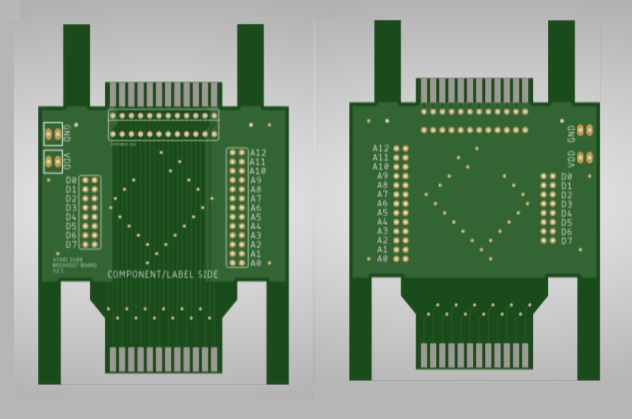 GND
VDD
D0
D1
D2
D3
D4
D5
D6
D7
A12
A11
A10
A9
A8
A7
A6
A5
A4
A3
A2
A1
A0
ATARI 2600
BREAKOUT BOARD
COMPONENT/LABEL SIDE
A12
A11
A10
A9
A8
A7
A6
A5
A4
A3
A2
A1
A0
GND
VDD
D0
D1
D2
D3
D4
D5
D6
D7